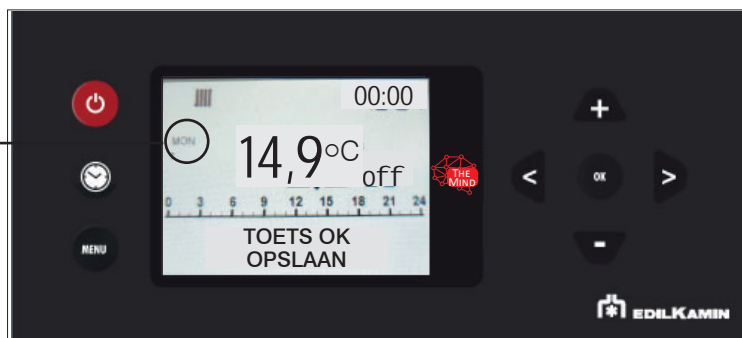 00:00
MON
14,9°C
off
THE
MIND
0 3 6 9 12 15 18 21 24
TOETS OK
OPSLAAN
MENU
+
<
OK
>
-
EDILKAMIN